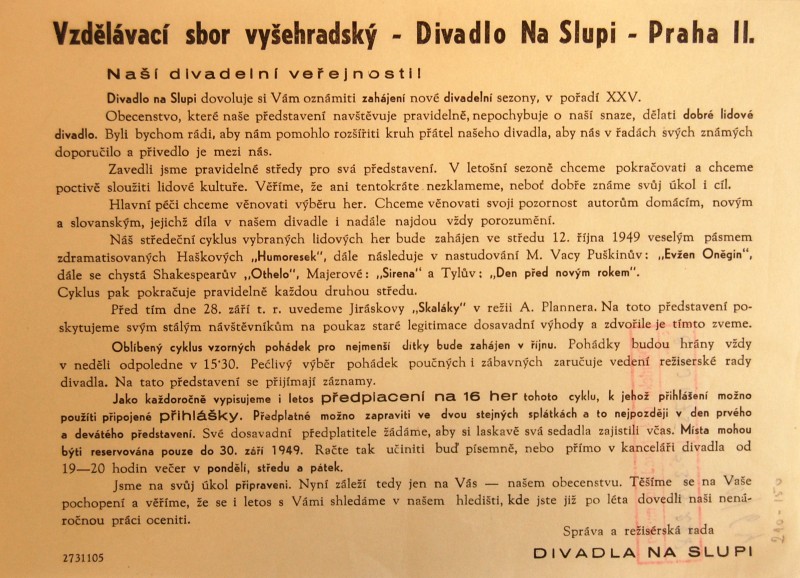 Vzdělávací sbor vyšehradský - Divadlo Na Slupi - Praha II.
Naší divadelní veřejnosti!
Divadlo na Slupi dovoluje si Vám oznámiti zahájení nové divadelní sezony, v pořadí XXV.
Obecenstvo, které naše představení navštěvuje pravidelně, nepochybuje o naší snaze, dělati dobré lidové
divadlo. Byli bychom rádi, aby nám pomohlo rozšířiti kruh přátel našeho divadla, aby nás v řadách svých známých
doporučilo a přivedlo je mezi nás.
Zavedli jsme pravidelné středy pro svá představení. V letošní sezoně chceme pokračovati a chceme
poctivě sloužiti lidové kultuře. Věříme, že ani tentokráte nezklameme, neboť dobře známe svůj úkol i cíl.
Hlavní péči chceme věnovati výběru her. Chceme věnovati svoji pozornost autorům domácím, novým
a slovanským, jejichž díla v našem divadle i nadále najdou vždy porozumění.
Náš středeční cyklus vybraných lidových her bude zahájen ve středu 12. října 1949 veselým pásmem
zdramatisovaných Haškových „Humoresek", dále následuje v nastudování M. Vacy Puškinův: „Evžen Oněgin",
dále se chystá Shakespearův „Othelo", Majerové: „Sirena" a Tylův: „Den před novým rokem".
Cyklus pak pokračuje pravidelně každou druhou středu.
Před tím dne 28. září t. r. uvedeme Jiráskovy „Skaláky" v režii A. Plannera. Na toto představení po-
skytujeme svým stálým návštěvníkům na poukaz staré legitimace dosavadní výhody a zdvořile je tímto zveme.
Oblíbený cyklus vzorných pohádek pro nejmenší dítky bude zahájen v říjnu. Pohádky budou hrány vždy
v neděli odpoledne v 15˙30. Pečlivý výběr pohádek poučných i zábavných zaručuje vedení režiserské rady
divadla. Na tato představení se přijímají záznamy.
Jako každoročně vypisujeme i letos předplacení na 16 her tohoto cyklu, k jehož přihlášení možno
použíti připojené přihlášky. Předplatné možno zapraviti ve dvou stejných splátkách a to nejpozději v den prvého
a devátého představení. Své dosavadní předplatitele žádáme, aby si laskavě svá sedadla zajistili včas. Místa mohou
býti reservována pouze do 30. září 1949. Račte tak učiniti buď písemně, nebo přímo v kanceláři divadla od
19—20 hodin večer v pondělí, středu a pátek.
Jsme na svůj úkol připraveni. Nyní záleží tedy jen na Vás — našem obecenstvu. Těšíme se na Vaše
pochopení a věříme, že se i letos s Vámi shledáme v našem hledišti, kde jste již po léta dovedli naši nená-
ročnou práci oceniti.
Správa a režisérská rada
DIVADLA NA SLUPI
2731105